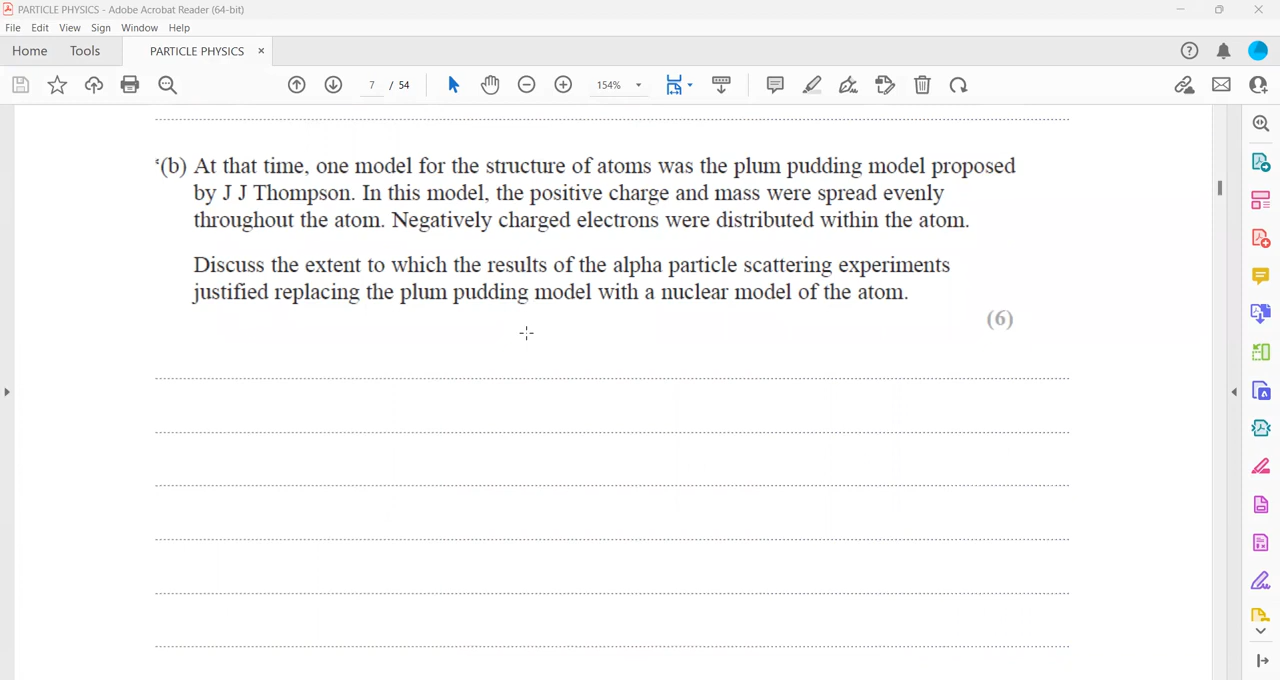 PARTICLE PHYSICS - Adobe Acrobat Reader (64-bit)
File Edit View Sign Window Help
Home Tools PARTICLE PHYSICS ×
7 / 54 154%
*(b) At that time, one model for the structure of atoms was the plum pudding model proposed
by J J Thompson. In this model, the positive charge and mass were spread evenly
throughout the atom. Negatively charged electrons were distributed within the atom.
Discuss the extent to which the results of the alpha particle scattering experiments
justified replacing the plum pudding model with a nuclear model of the atom.
(6)